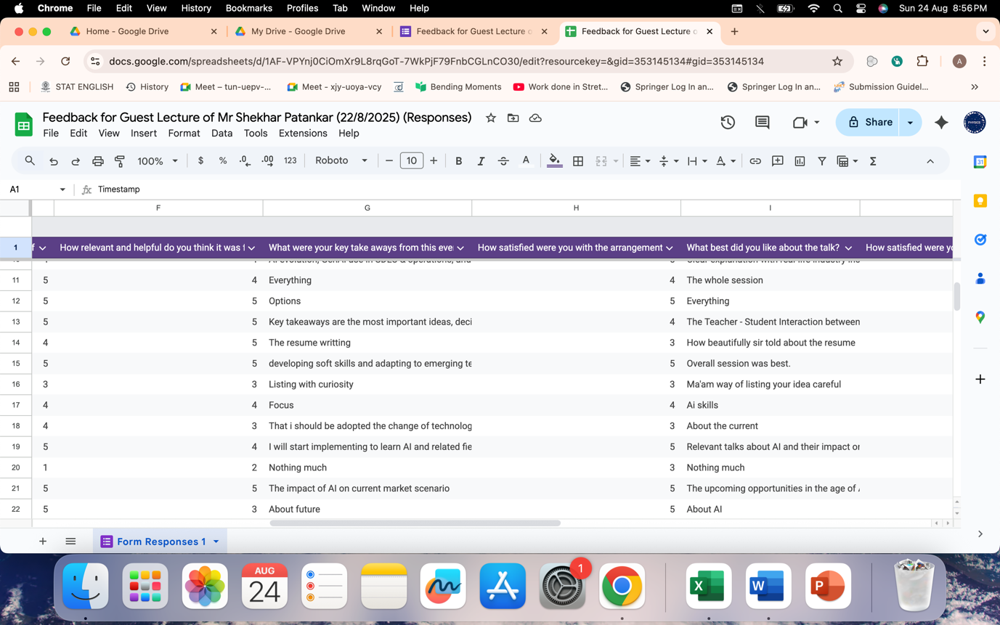 Chrome File Edit View History Bookmarks Profiles Tab Window Help Sun 24 Aug 8:56 PM
Home - Google Drive My Drive - Google Drive Feedback for Guest Lecture o Feedback for Guest Lecture o
docs.google.com/spreadsheets/d/1AF-VPYnj0CiOmXr9L8rqGoT-7WkPjF79FnbCGLnCO30/edit?resourcekey=&gid=353145134#gid=353145134 A
STAT ENGLISH History Meet – tun-uepv-... Meet - xjy-uoya-vcy Bending Moments Work done in Stret... Springer Log In an... Springer Log In an... Submission Guidel...
Feedback for Guest Lecture of Mr Shekhar Patankar (22/8/2025) (Responses)
Share
File Edit View Insert Format Data Tools Extensions Help
100% $ % .0 .00 123 Roboto 10 B I A
31
A1 fx Timestamp
F G H I
1 f How relevant and helpful do you think it was f What were your key take aways from this eve How satisfied were you with the arrangement What best did you like about the talk? How satisfied were yo
11 5 4 Everything 4 The whole session
12 5 5 Options 5 Everything
13 5 5 Key takeaways are the most important ideas, deci 4 The Teacher - Student Interaction between
14 4 5 The resume writting 3 How beautifully sir told about the resume
15 5 5 developing soft skills and adapting to emerging te 5 Overall session was best.
16 3 3 Listing with curiosity 3 Ma'am way of listing your idea careful
17 4 4 Focus 4 Ai skills
18 4 3 That i should be adopted the change of technolog 3 About the current
19 5 4 I will start implementing to learn AI and related fie 5 Relevant talks about AI and their impact or
20 1 2 Nothing much 3 Nothing much
21 5 5 The impact of AI on current market scenario 5 The upcoming opportunities in the age of
22 5 3 About future 5 About AI
Form Responses 1
AUG
24
1
X W P